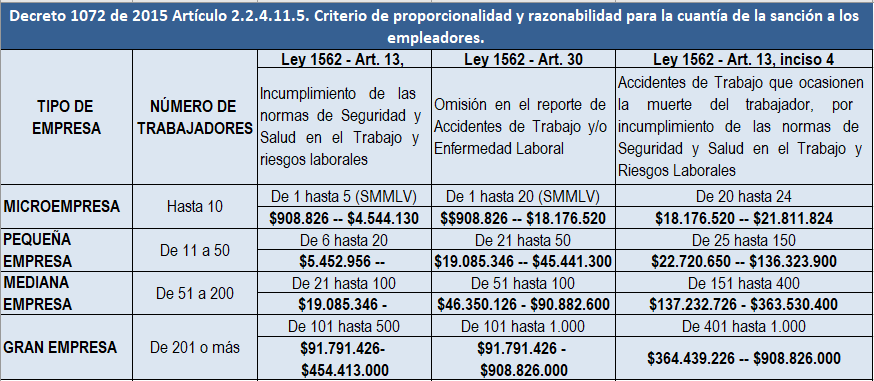 Decreto 1072 de 2015 Artículo 2.2.4.11.5. Criterio de proporcionalidad y razonabilidad para la cuantía de la sanción a los
empleadores.
TIPO DE
EMPRESA
NÚMERO DE
TRABAJADORES
Ley 1562 - Art. 13,
Ley 1562 - Art. 30
Ley 1562 - Art. 13, inciso 4
Incumplimiento de las
normas de Seguridad y
Salud en el Trabajo y
riesgos laborales
Omisión en el reporte de
Accidentes de Trabajo y/o
Enfermedad Laboral
Accidentes de Trabajo que ocasionen
la muerte del trabajador, por
incumplimiento de las normas de
Seguridad y Salud en el Trabajo y
Riesgos Laborales
MICROEMPRESA
Hasta 10
De 1 hasta 5 (SMMLV)
De 1 hasta 20 (SMMLV)
De 20 hasta 24
$908.826 -- $4.544.130
$$908.826 -- $18.176.520
$18.176.520 -- $21.811.824
PEQUEÑA
EMPRESA
De 11 a 50
De 6 hasta 20
De 21 hasta 50
De 25 hasta 150
$5.452.956 --
$19.085.346 -- $45.441.300
$22.720.650 -- $136.323.900
MEDIANA
EMPRESA
De 51 a 200
De 21 hasta 100
De 51 hasta 100
De 151 hasta 400
$19.085.346 -
$46.350.126 - $90.882.600
$137.232.726 - $363.530.400
GRAN EMPRESA
De 201 o más
De 101 hasta 500
De 101 hasta 1.000
De 401 hasta 1.000
$91.791.426-
$454.413.000
$91.791.426 -
$908.826.000
$364.439.226 -- $908.826.000